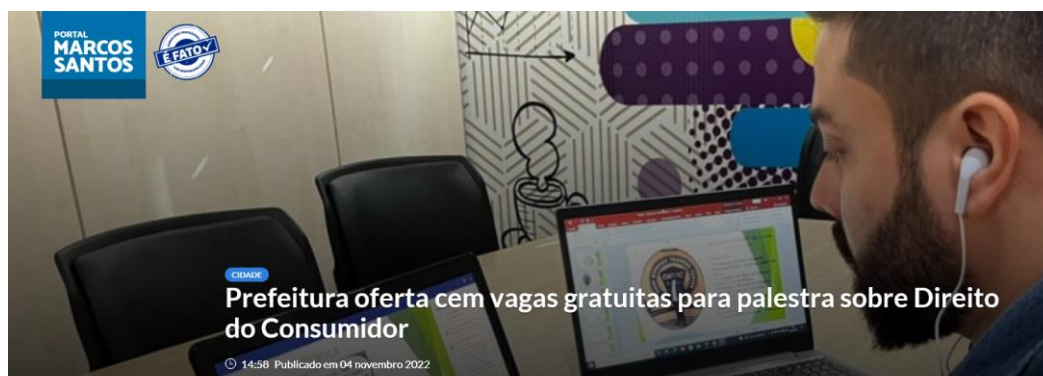 PORTAL
MARCOS
SANTOS
É FATO
CIDADE
Prefeitura oferta cem vagas gratuitas para palestra sobre Direito
do Consumidor
14:58 Publicado em 04 novembro 2022